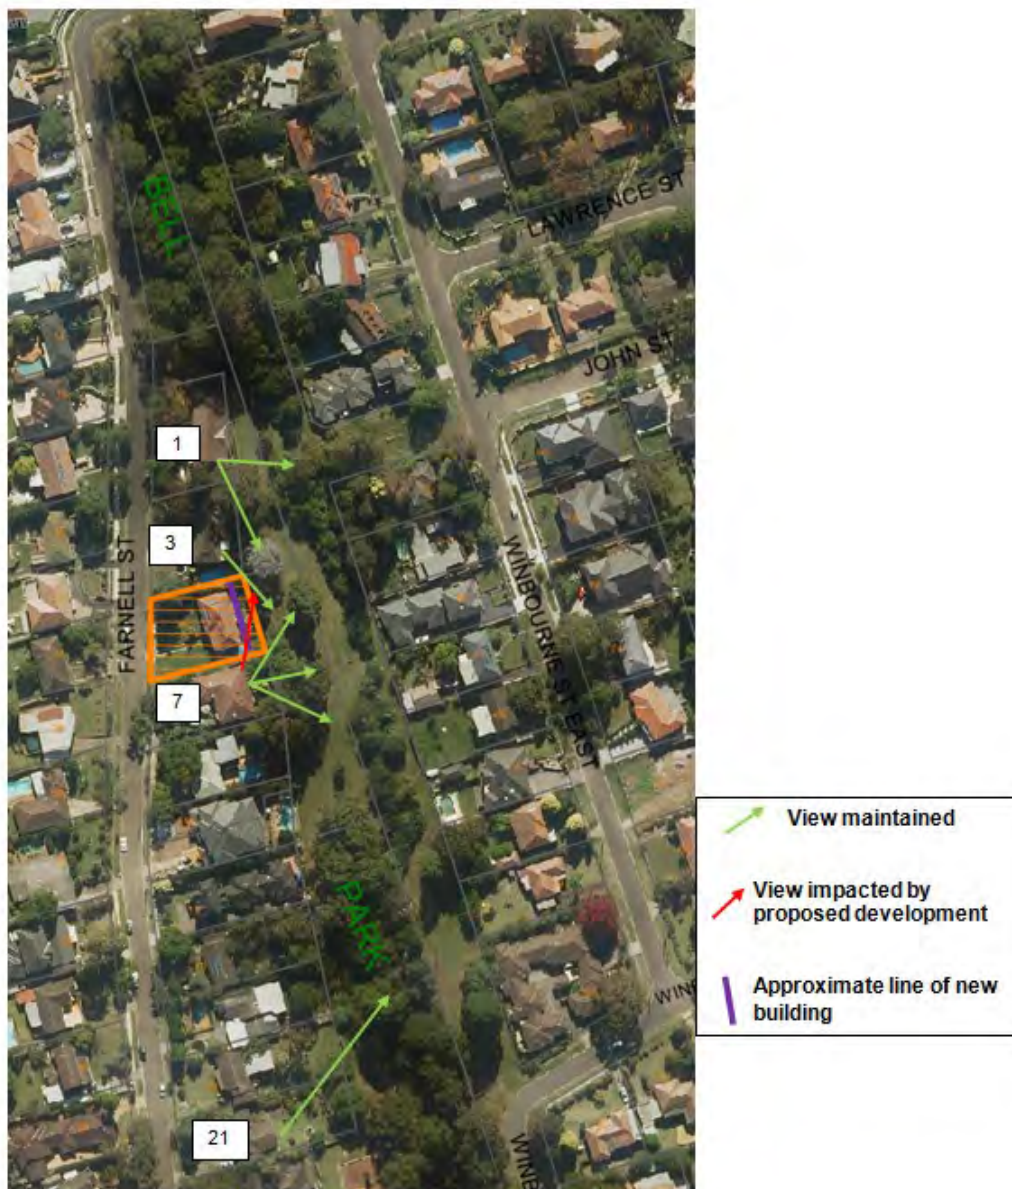 BELL
LAWRENCE ST
JOHN ST
1
3
FARNELL ST
WINBOURNE ST EAST
7
View maintained
View impacted by
proposed development
PARK
Approximate line of new
building
21